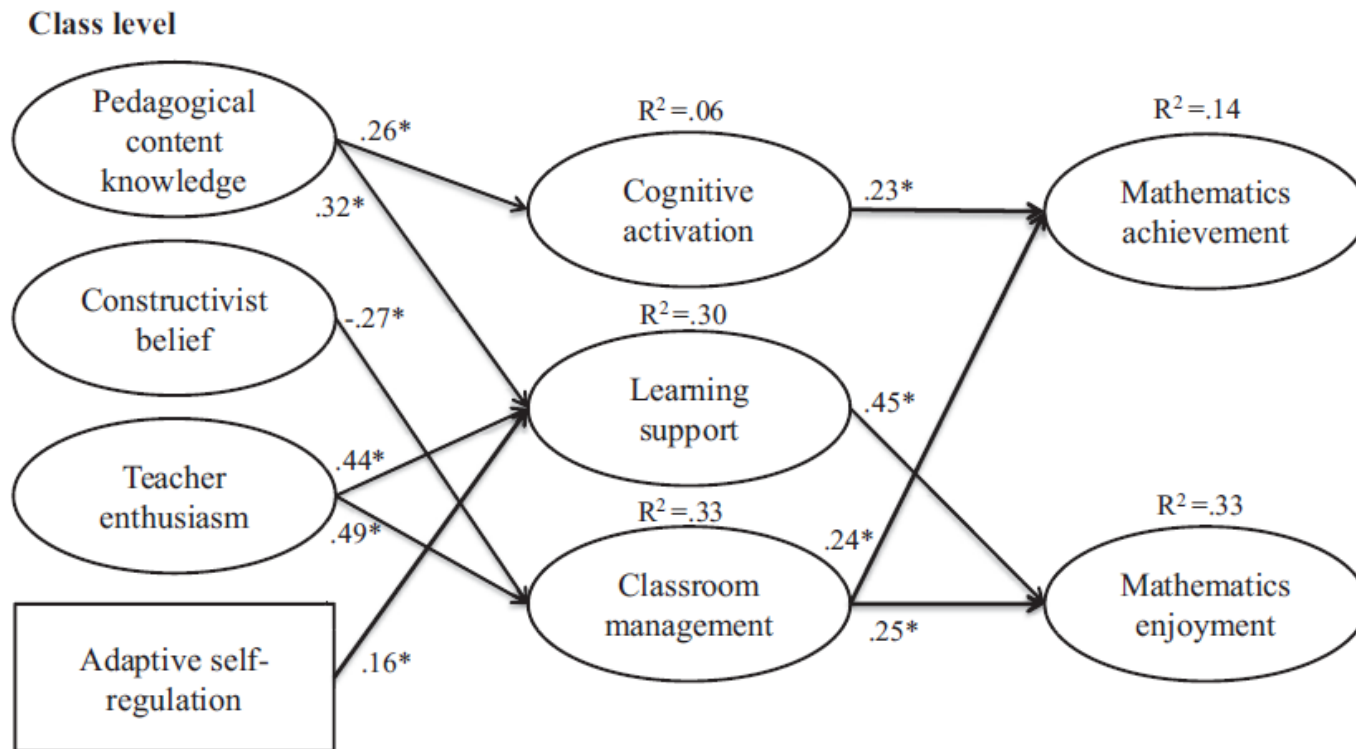 Class level
Pedagogical
content
knowledge
.26*
.32*
Constructivist
belief
-.27*
Teacher
enthusiasm
.44*
.49*
Adaptive self-
regulation
.16*
R²=.06
Cognitive
activation
.23*
R²=.30
Learning
support
.45*
R²=.33
Classroom
management
.24*
.25*
R²=.14
Mathematics
achievement
R²=.33
Mathematics
enjoyment